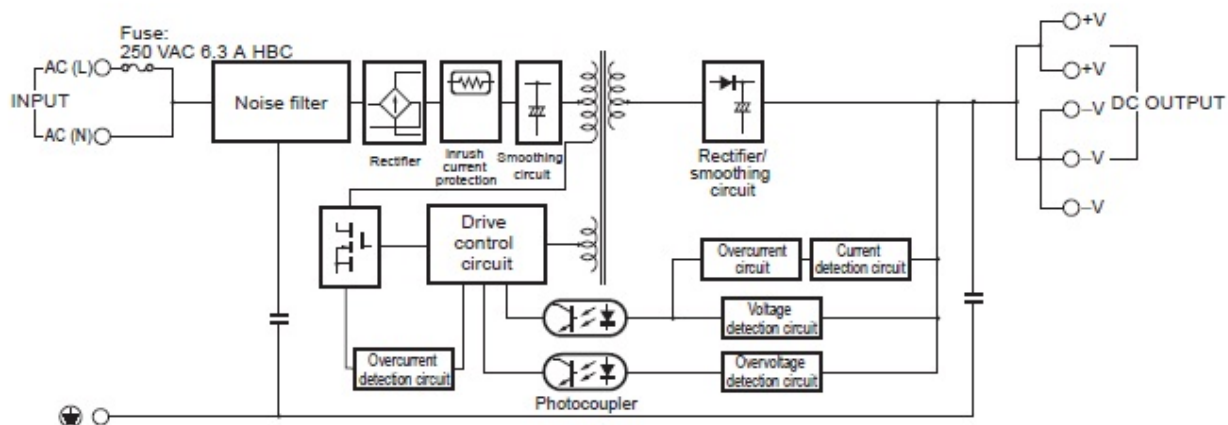 Fuse:
250 VAC 6.3 A HBC
AC (L)
INPUT
AC (N)
Noise filter
Rectifier
Inrush
current
protection
Smoothing
circuit
Rectifier/
smoothing
circuit
+V
+V
–V
DC OUTPUT
–V
–V
Drive
control
circuit
Overcurrent
circuit
Current
detection circuit
Voltage
detection circuit
Overcurrent
detection circuit
Overvoltage
detection circuit
Photocoupler